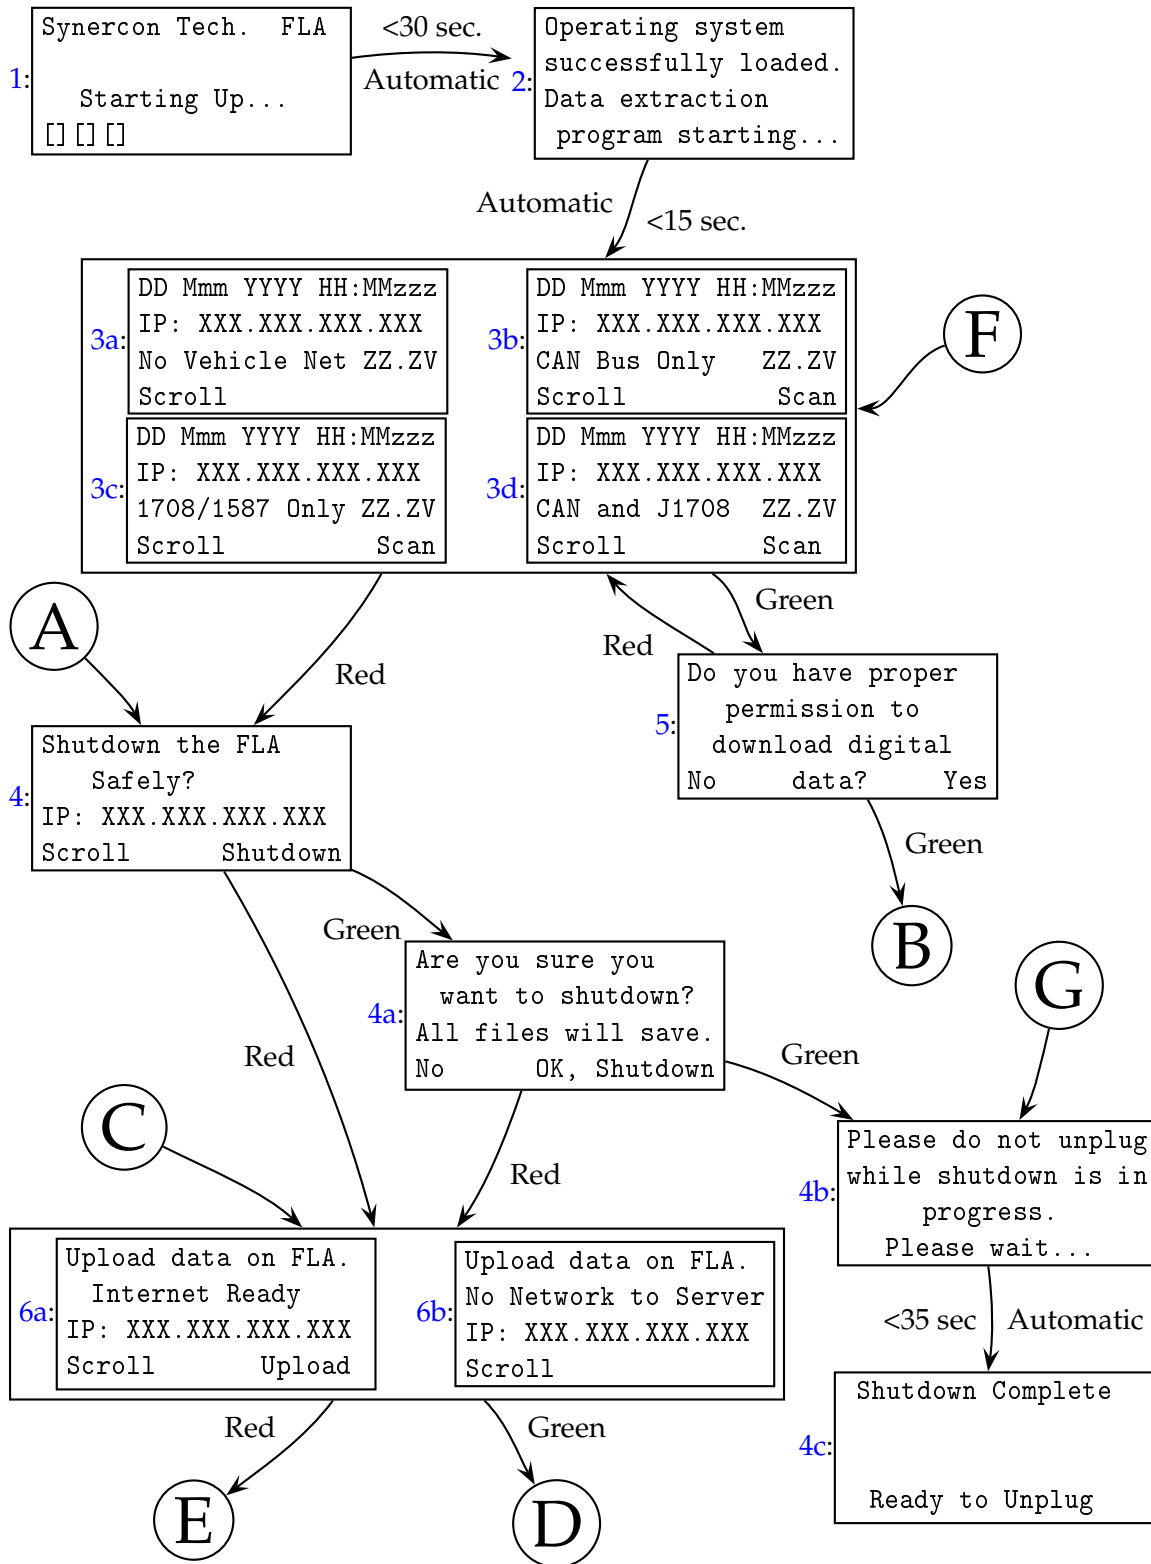 Synercon Tech.  FLA
1:
Starting Up...
[] [] []
<30 sec.
Automatic
2:
Operating system
successfully loaded.
Data extraction
program starting...
Automatic
<15 sec.
3a:
DD Mmm YYYY HH:MMzzz
IP: XXX.XXX.XXX.XXX
No Vehicle Net ZZ.ZV
Scroll
3b:
DD Mmm YYYY HH:MMzzz
IP: XXX.XXX.XXX.XXX
CAN Bus Only   ZZ.ZV
Scroll          Scan
3c:
DD Mmm YYYY HH:MMzzz
IP: XXX.XXX.XXX.XXX
1708/1587 Only ZZ.ZV
Scroll          Scan
3d:
DD Mmm YYYY HH:MMzzz
IP: XXX.XXX.XXX.XXX
CAN and J1708  ZZ.ZV
Scroll         Scan
F
A
Red
Red
Green
5:
Do you have proper
permission to
download digital
No     data?     Yes
Green
B
4:
Shutdown the FLA
Safely?
IP: XXX.XXX.XXX.XXX
Scroll      Shutdown
Green
Red
4a:
Are you sure you
want to shutdown?
All files will save.
No      OK, Shutdown
Green
Red
G
C
4b:
Please do not unplug
while shutdown is in
progress.
Please wait...
<35 sec
Automatic
6a:
Upload data on FLA.
Internet Ready
IP: XXX.XXX.XXX.XXX
Scroll       Upload
6b:
Upload data on FLA.
No Network to Server
IP: XXX.XXX.XXX.XXX
Scroll
Red
Green
E
D
4c:
Shutdown Complete
Ready to Unplug